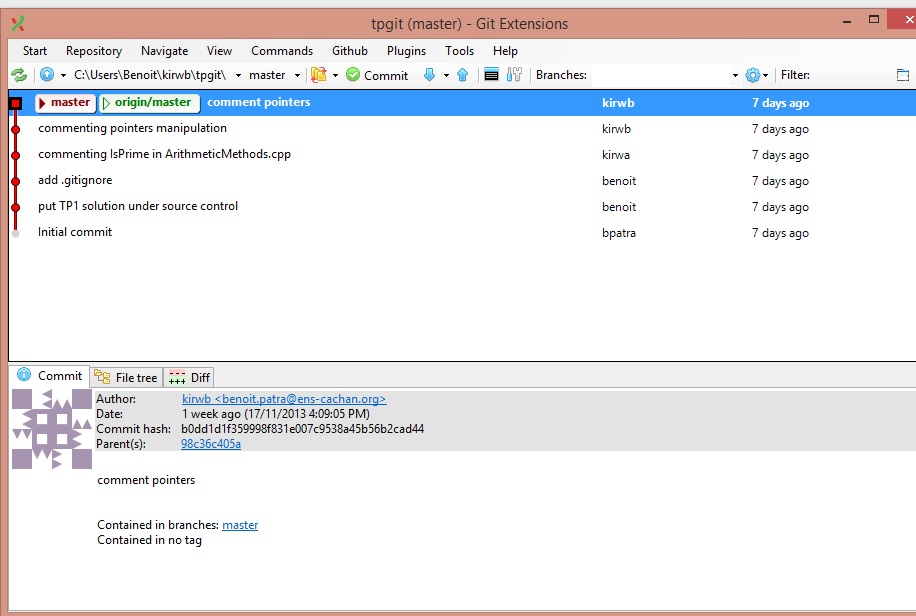 tpgit (master) - Git Extensions
Start Repository Navigate View Commands Github Plugins Tools Help
C:\Users\Benoit\kirwb\tpgit\ master Commit Branches: Filter:
master origin/master comment pointers kirwb 7 days ago
commenting pointers manipulation kirwb 7 days ago
commenting IsPrime in ArithmeticMethods.cpp kirwa 7 days ago
add .gitignore benoit 7 days ago
put TP1 solution under source control benoit 7 days ago
Initial commit bpatra 7 days ago
Commit File tree Diff
Author: kirwb <benoit.patra@ens-cachan.org>
Date: 1 week ago (17/11/2013 4:09:05 PM)
Commit hash: b0dd1d1f359998f831e007c9538a45b56b2cad44
Parent(s): 98c36c405a
comment pointers
Contained in branches: master
Contained in no tag